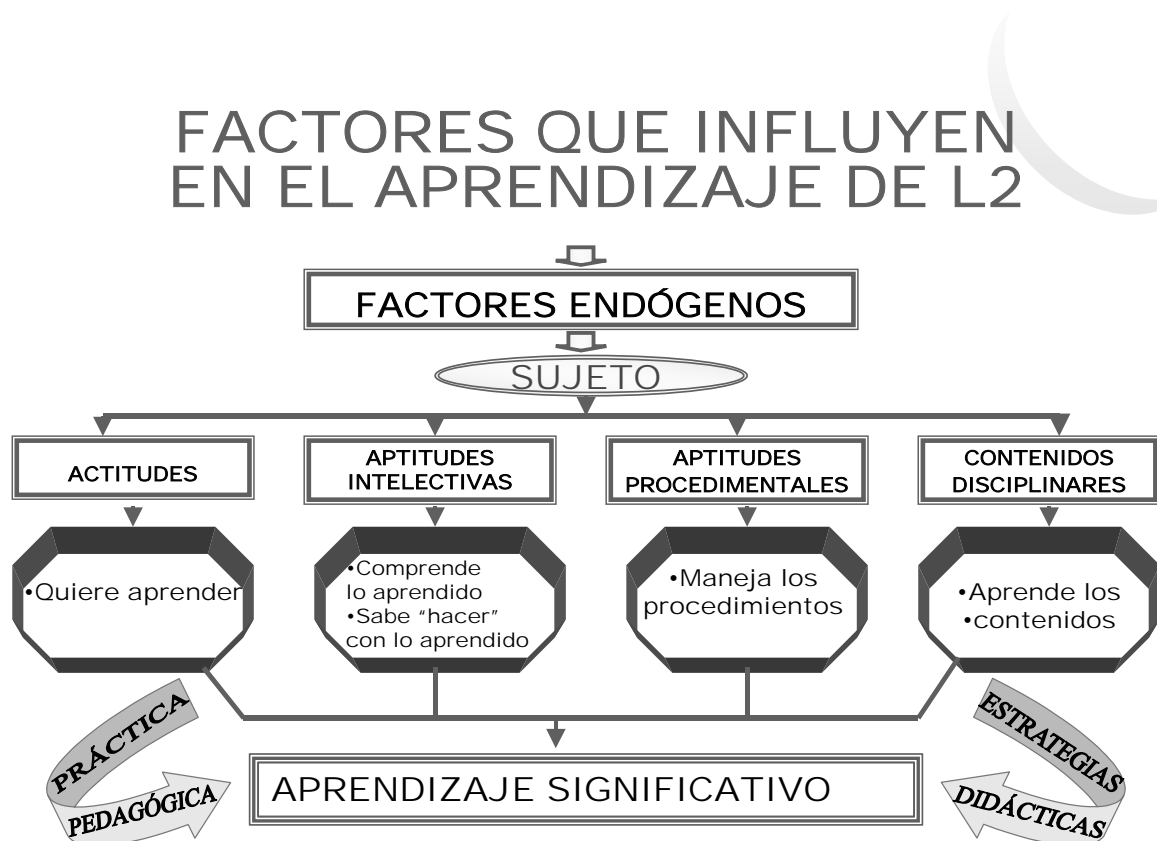 FACTORES QUE INFLUYEN
EN EL APRENDIZAJE DE L2
FACTORES ENDÓGENOS
SUJETO
ACTITUDES
APTITUDES
INTELECTIVAS
APTITUDES
PROCEDIMENTALES
CONTENIDOS
DISCIPLINARES
•Quiere aprender
•Comprende
lo aprendido
•Sabe “hacer”
con lo aprendido
•Maneja los
procedimientos
•Aprende los
•contenidos
PRÁCTICA
PEDAGÓGICA
ESTRATEGIAS
DIDÁCTICAS
APRENDIZAJE SIGNIFICATIVO